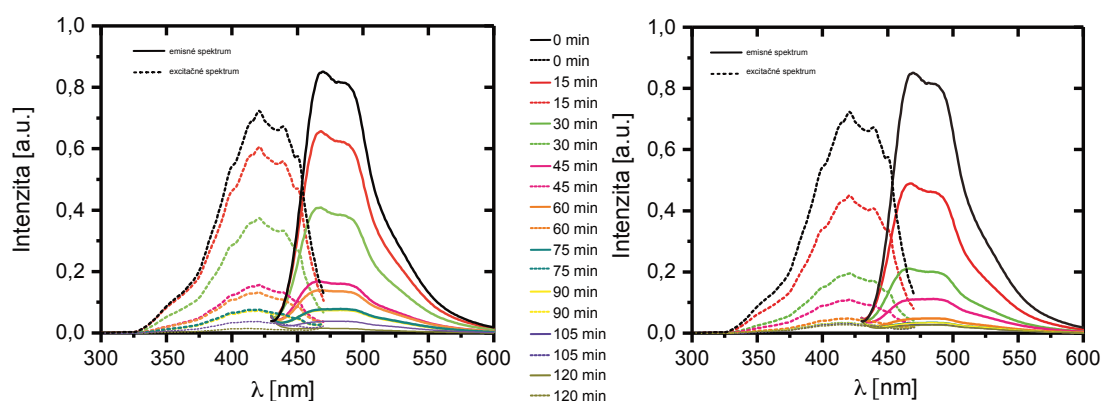 1,0
0,8
0,6
0,4
0,2
0,0
Intenzita [a.u.]
emisné spektrum
excitačné spektrum
300 350 400 450 500 550 600
λ [nm]
0 min
0 min
15 min
15 min
30 min
30 min
45 min
45 min
60 min
60 min
75 min
75 min
90 min
90 min
105 min
105 min
120 min
120 min
1,0
0,8
0,6
0,4
0,2
0,0
Intenzita [a.u.]
emisné spektrum
excitačné spektrum
300 350 400 450 500 550 600
λ [nm]